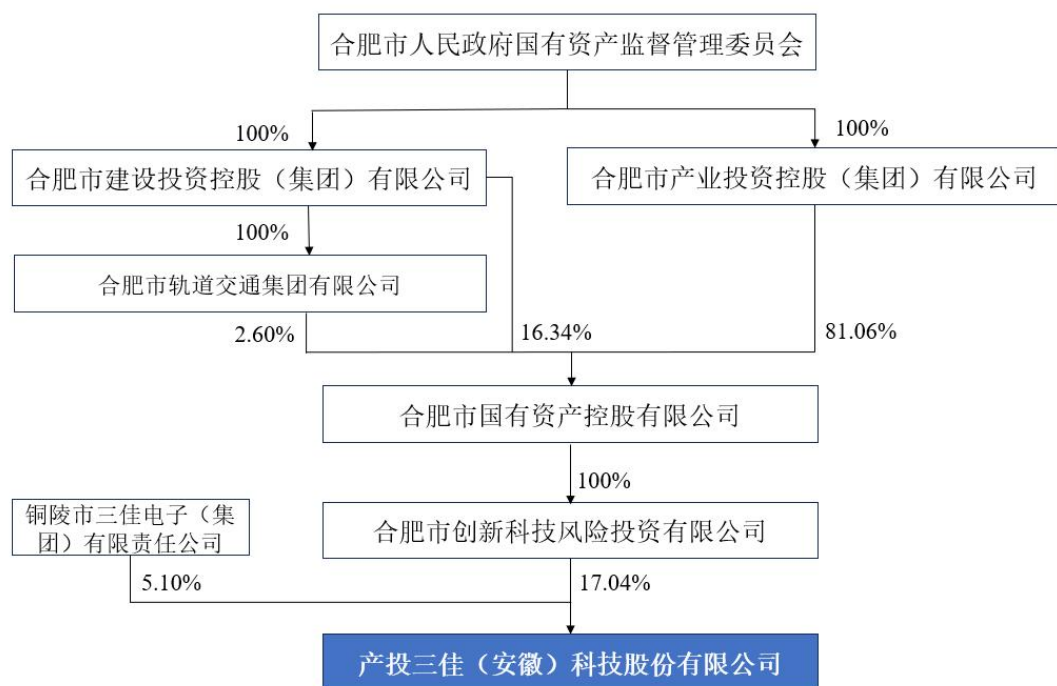 合肥市人民政府国有资产监督管理委员会
100%
100%
合肥市建设投资控股（集团）有限公司
合肥市产业投资控股（集团）有限公司
100%
合肥市轨道交通集团有限公司
2.60%
16.34%
81.06%
合肥市国有资产控股有限公司
100%
铜陵市三佳电子（集
团）有限责任公司
合肥市创新科技风险投资有限公司
5.10%
17.04%
产投三佳（安徽）科技股份有限公司